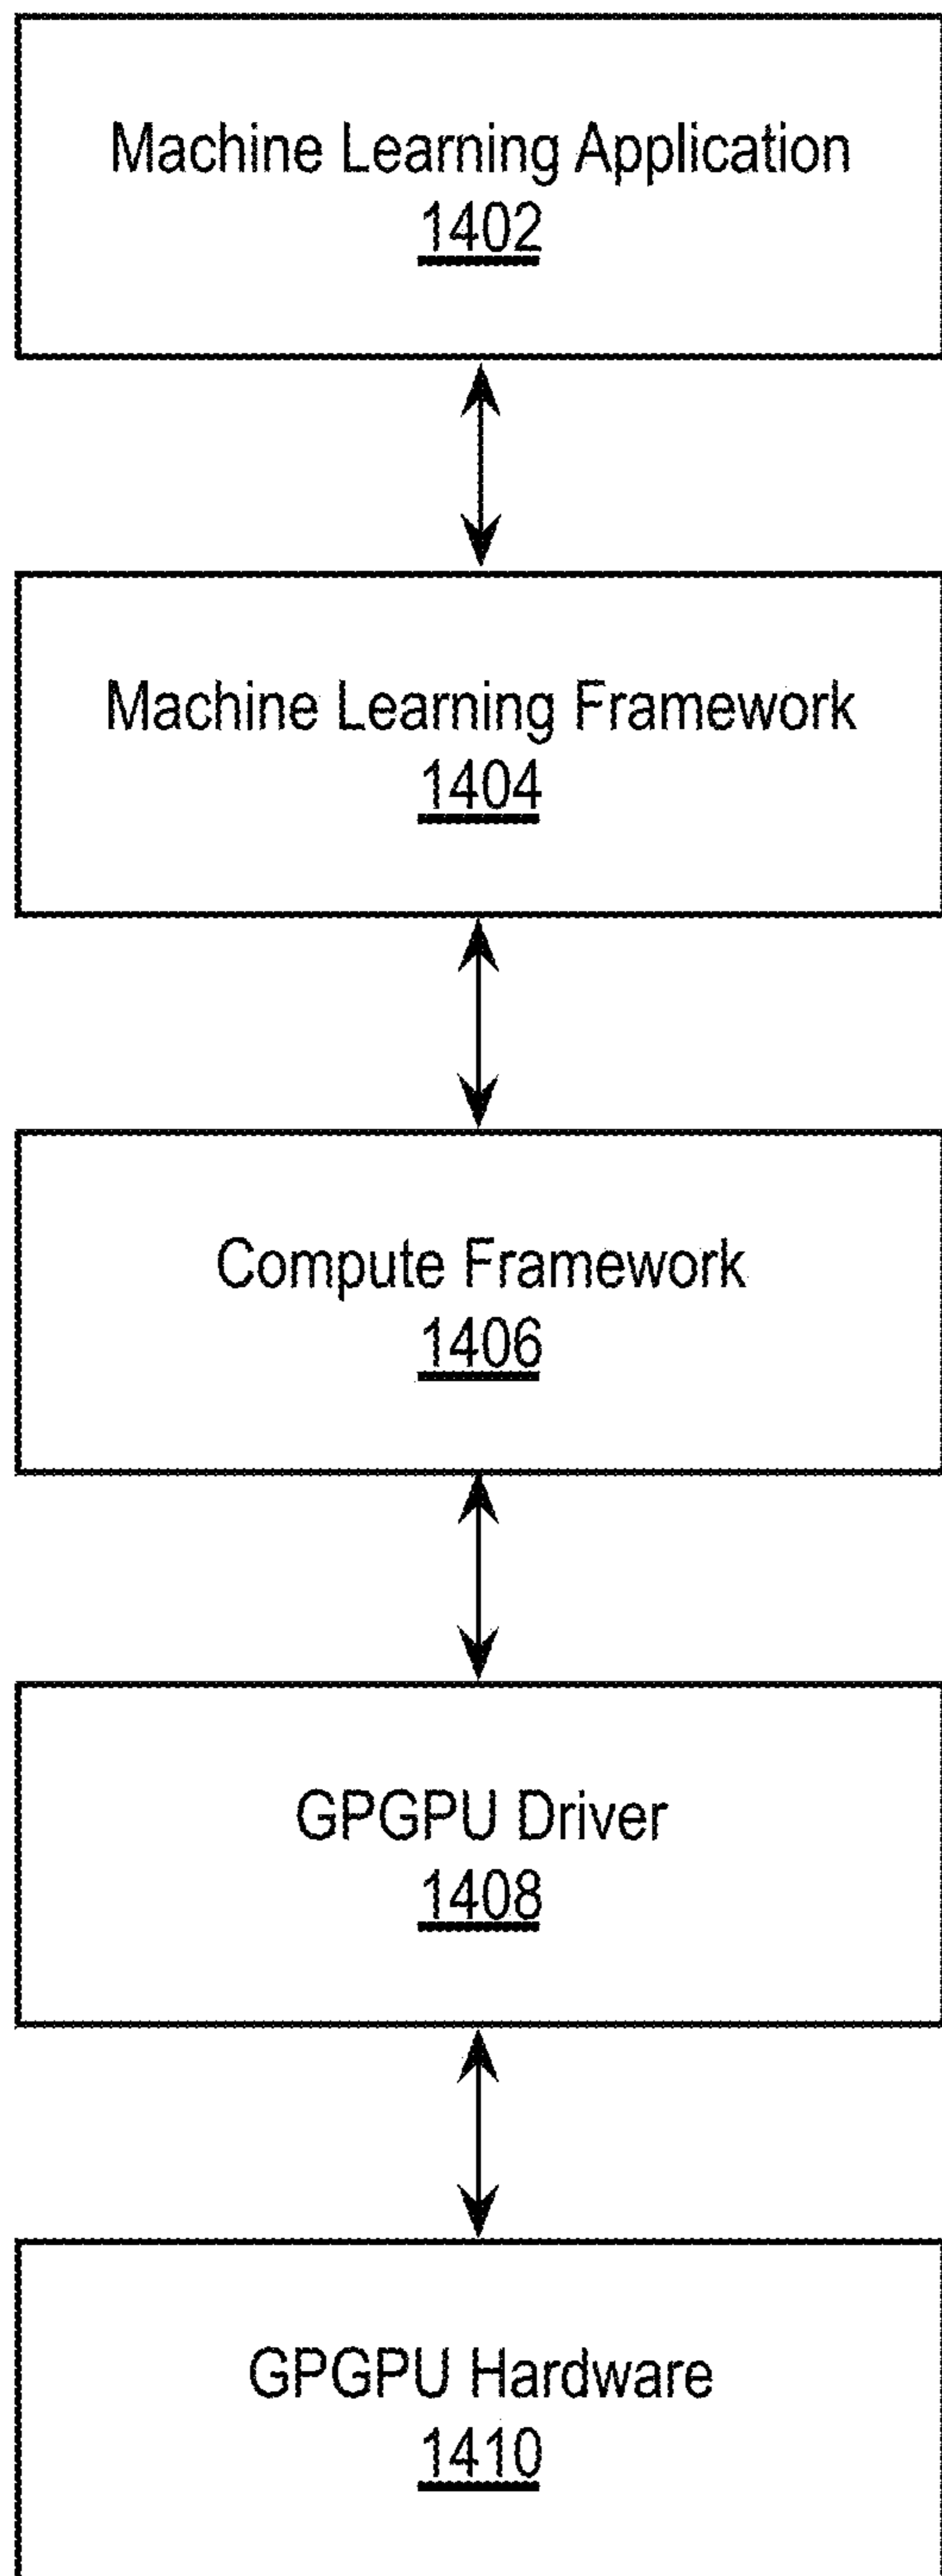 Machine Learning Application
1402
Machine Learning Framework
1404
Compute Framework
1406
GPGPU Driver
1408
GPGPU Hardware
1410